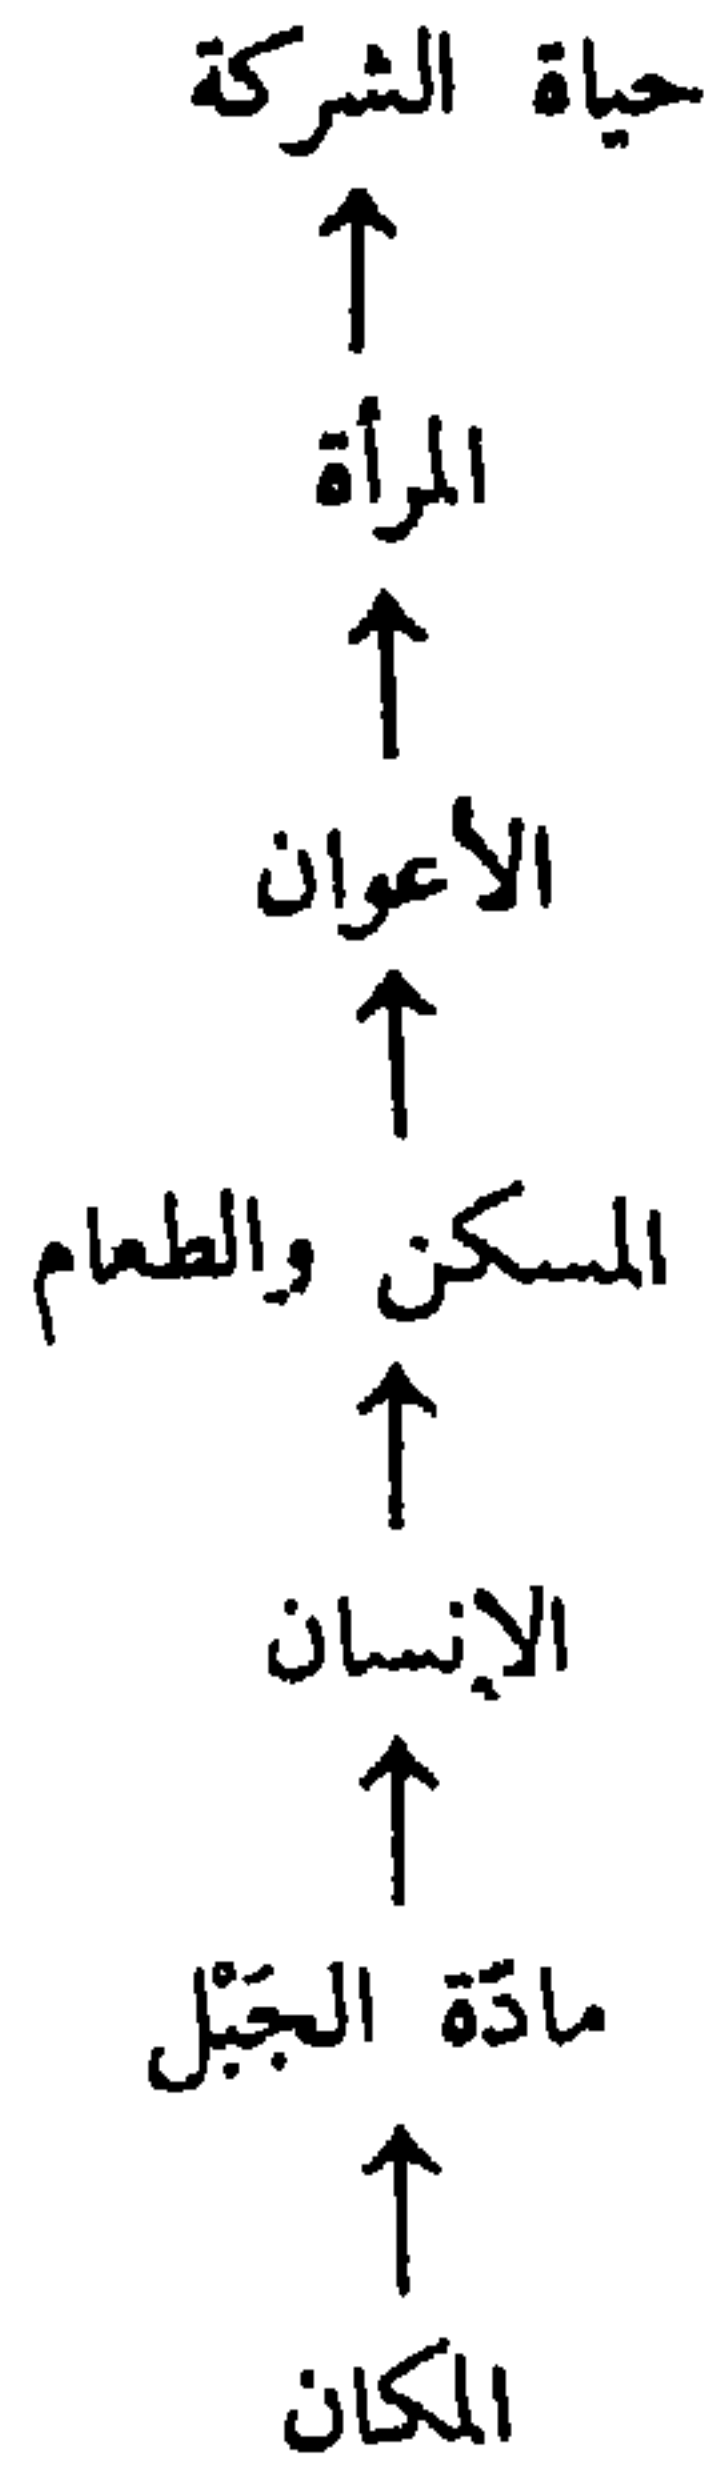 حياة الشركة
المرأة
الأعوان
المسكن والطعام
الإنسان
مادّة الجَبْل
المكان